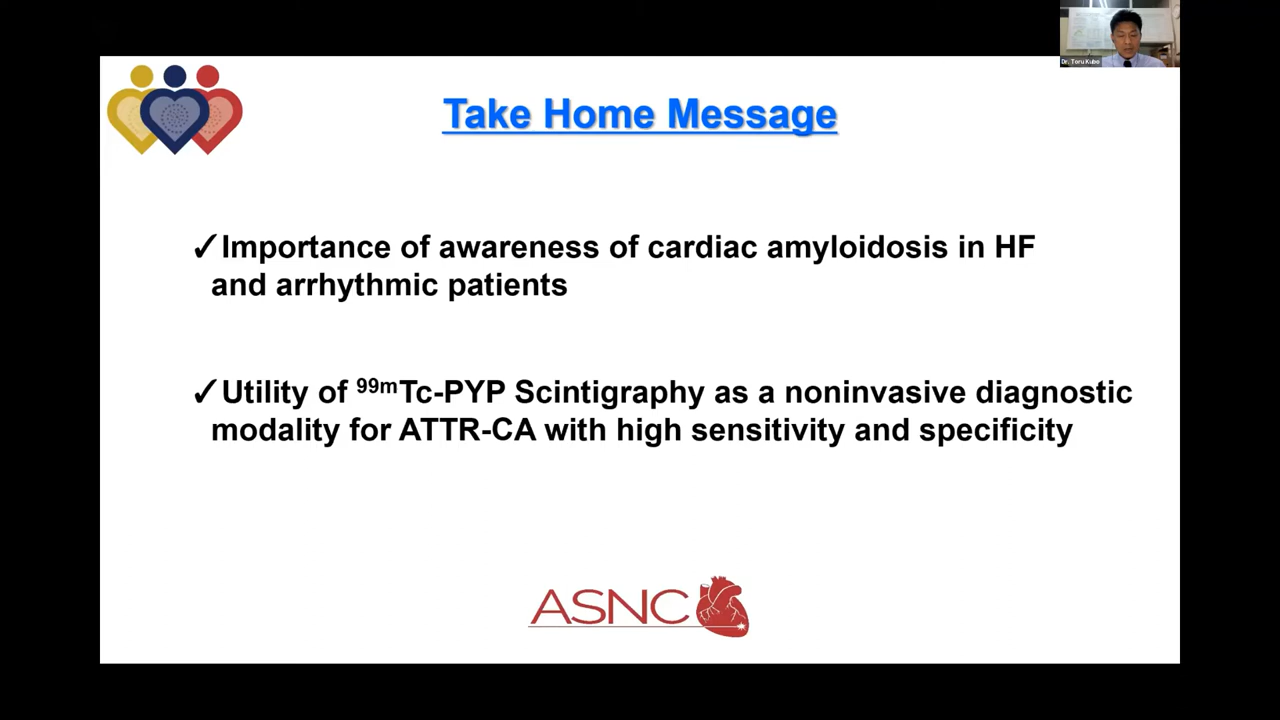 Dr, Toru Kubo
Take Home Message
✓Importance of awareness of cardiac amyloidosis in HF
and arrhythmic patients
✓Utility of 99mTc-PYP Scintigraphy as a noninvasive diagnostic
modality for ATTR-CA with high sensitivity and specificity
ASNC